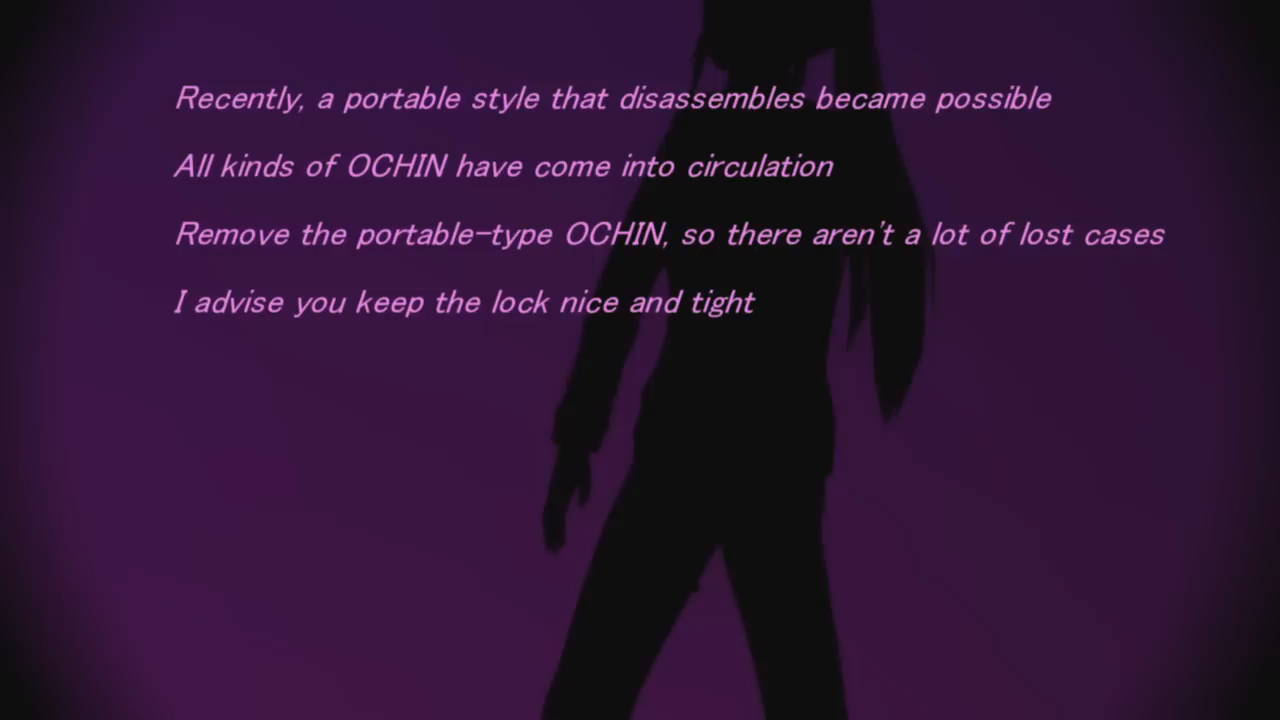 Recently, a portable style that disassembles became possible
All kinds of OCHIN have come into circulation
Remove the portable-type OCHIN, so there aren't a lot of lost cases
I advise you keep the lock nice and tight